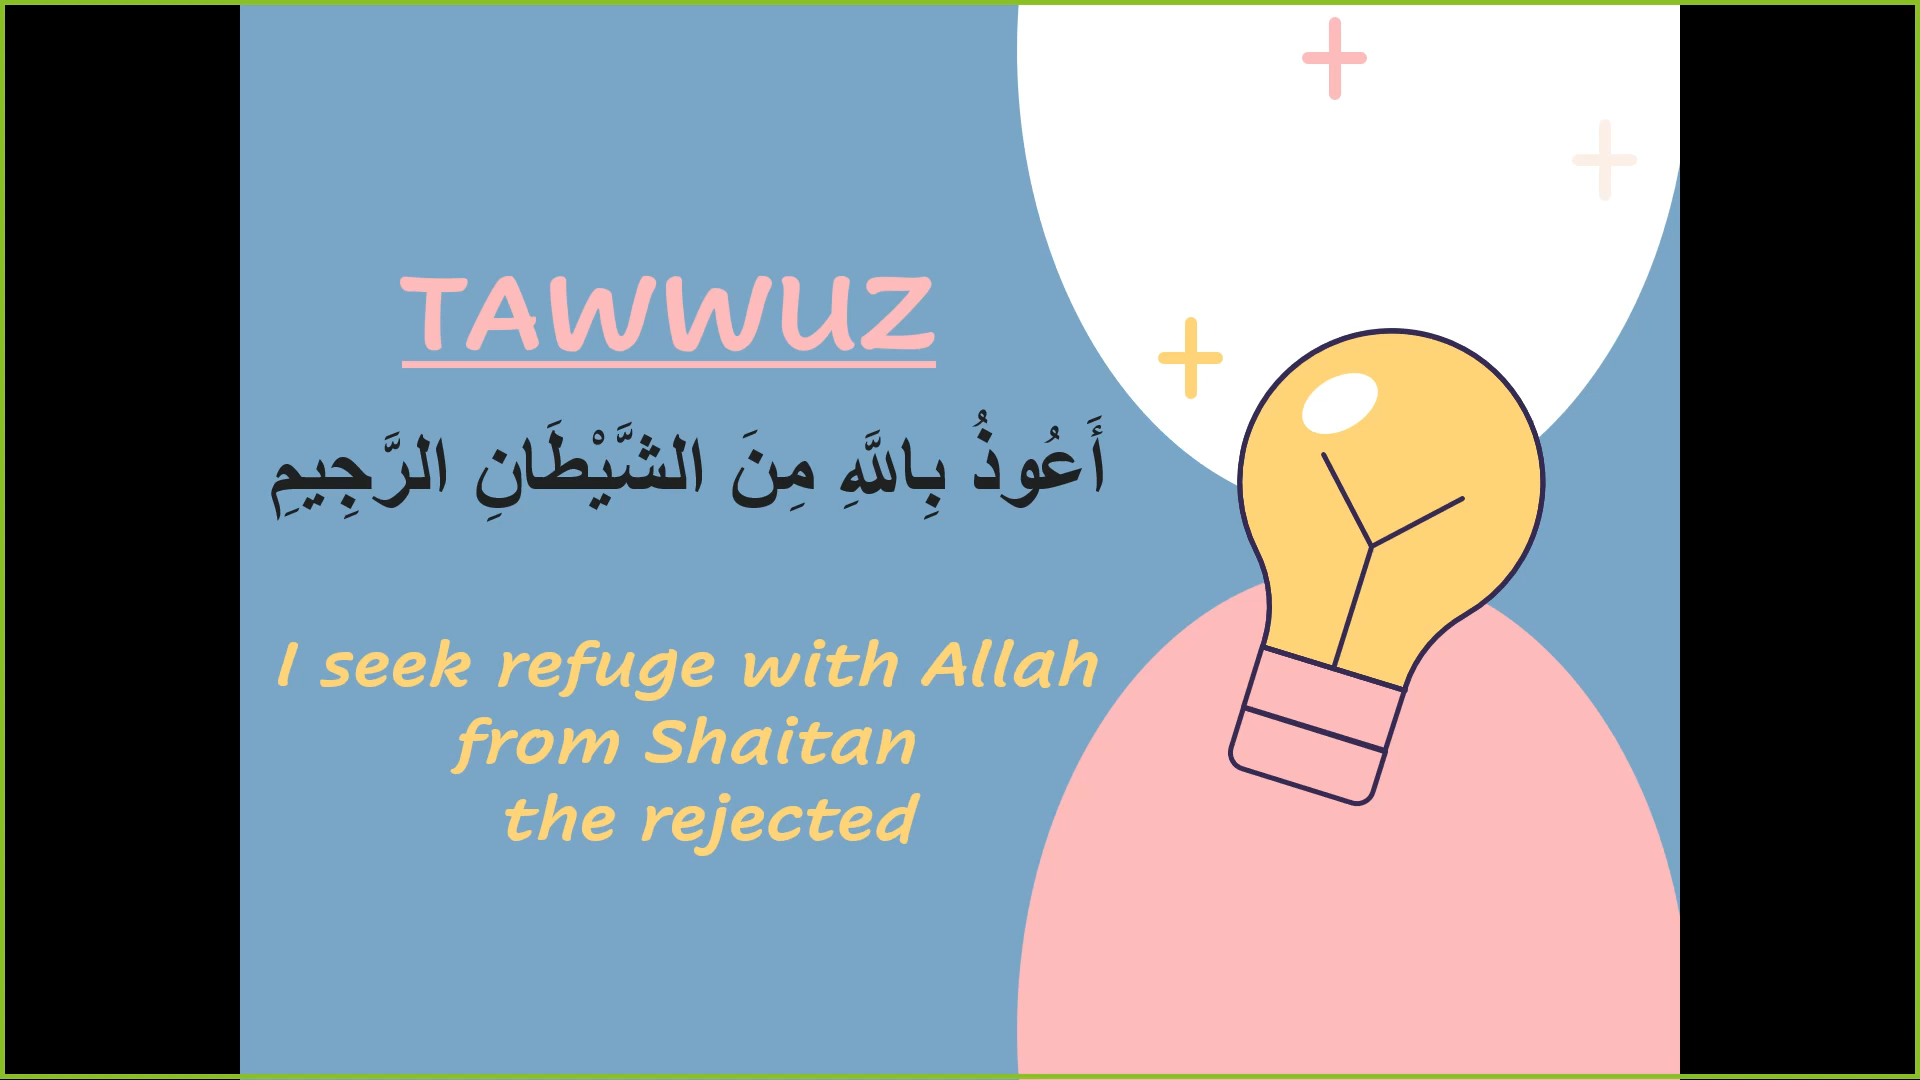 TAWWUZ
أَعُوذُ بِاللَّهِ مِنَ الشَّيْطَانِ الرَّجِيمِ
I seek refuge with Allah
from Shaitan
the rejected